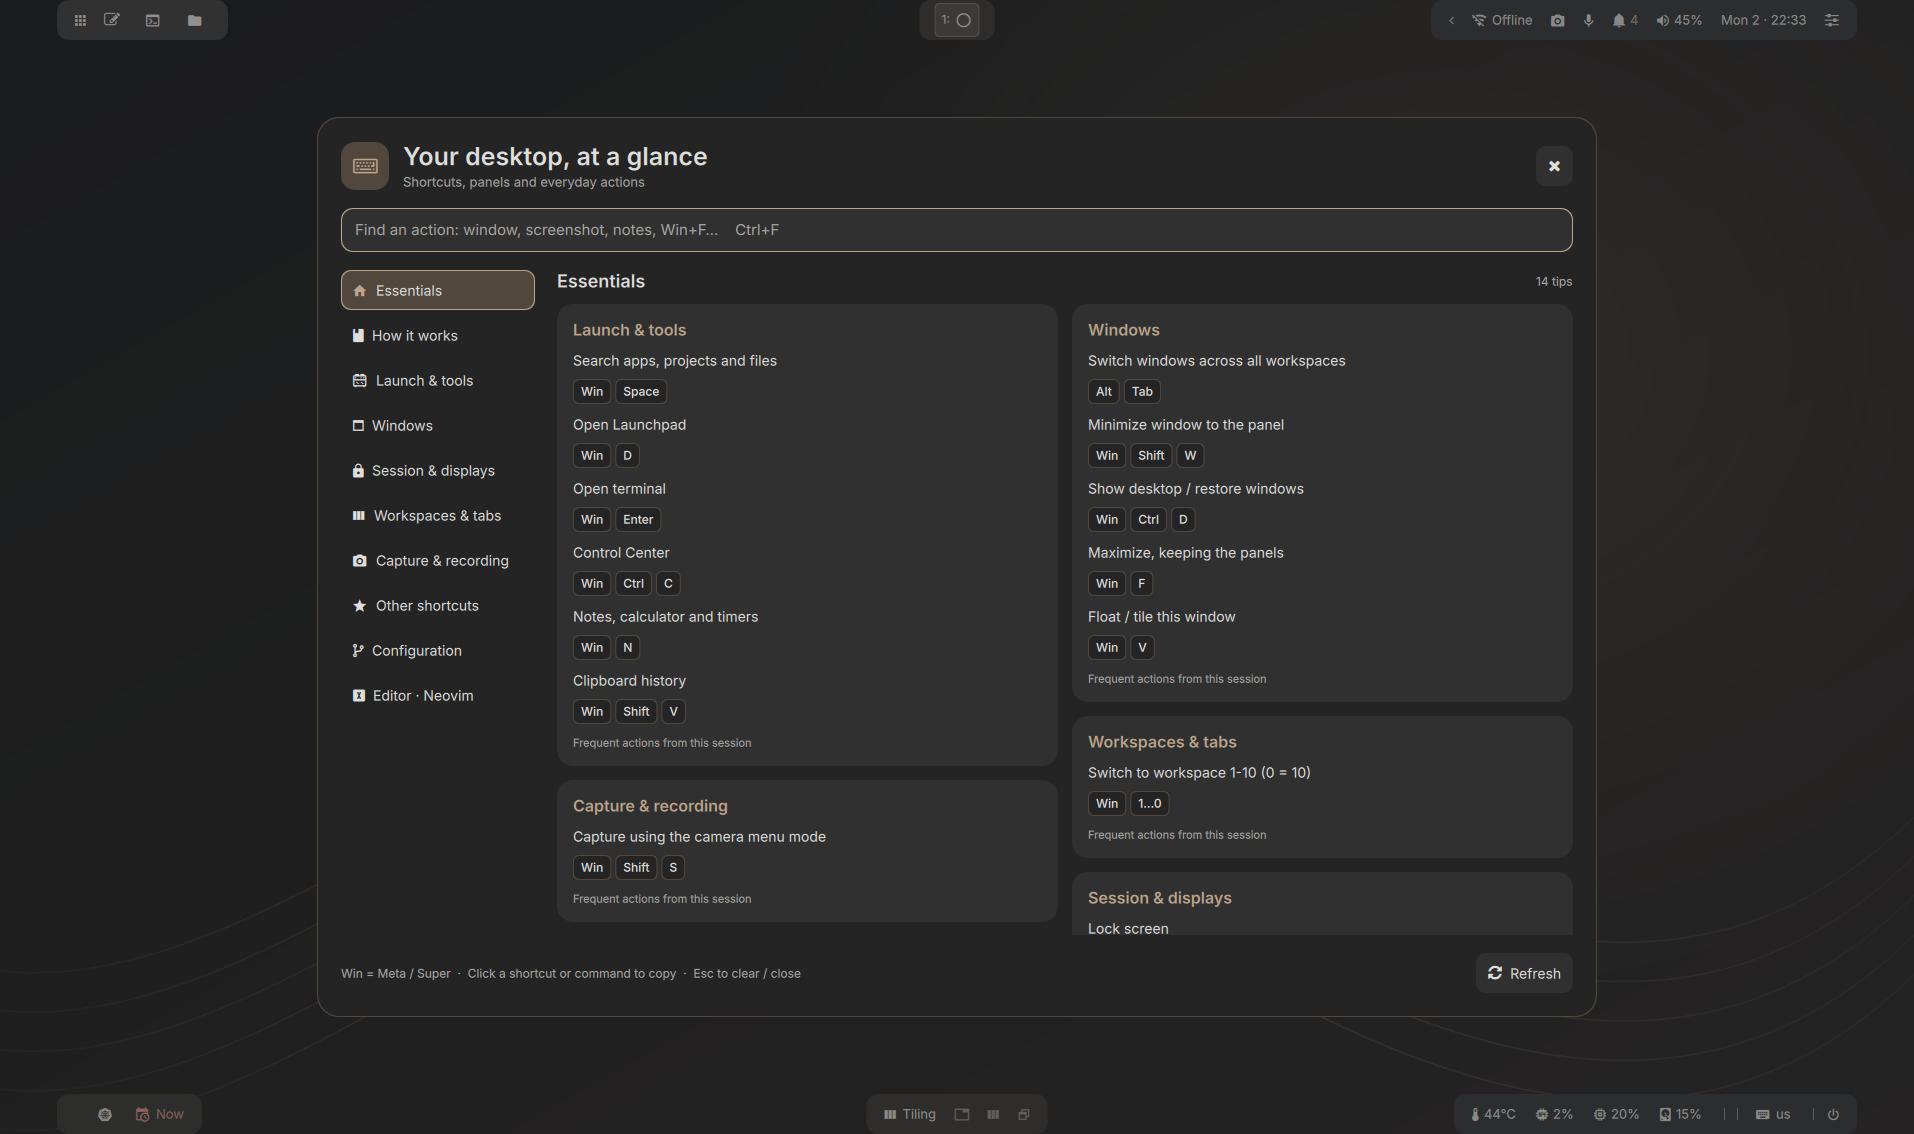 1:
Offline
4
45%
Mon 2 · 22:33
Your desktop, at a glance
Shortcuts, panels and everyday actions
Find an action: window, screenshot, notes, Win+F... Ctrl+F
Essentials
How it works
Launch & tools
Windows
Session & displays
Workspaces & tabs
Capture & recording
Other shortcuts
Configuration
Editor · Neovim
Essentials
14 tips
Launch & tools
Search apps, projects and files
Win Space
Open Launchpad
Win D
Open terminal
Win Enter
Control Center
Win Ctrl C
Notes, calculator and timers
Win N
Clipboard history
Win Shift V
Frequent actions from this session
Capture & recording
Capture using the camera menu mode
Win Shift S
Frequent actions from this session
Windows
Switch windows across all workspaces
Alt Tab
Minimize window to the panel
Win Shift W
Show desktop / restore windows
Win Ctrl D
Maximize, keeping the panels
Win F
Float / tile this window
Win V
Frequent actions from this session
Workspaces & tabs
Switch to workspace 1-10 (0 = 10)
Win 1...0
Frequent actions from this session
Session & displays
Lock screen
Win = Meta / Super · Click a shortcut or command to copy · Esc to clear / close
Refresh
Now
Tiling
44°C
2%
20%
15%
us